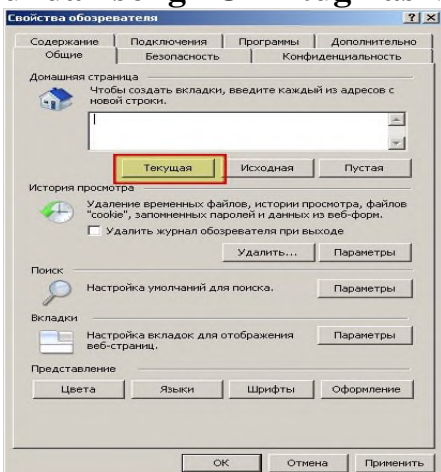 Свойства обозревателя
Содержание Подключения Программы Дополнительно
Общие Безопасность Конфиденциальность
Домашняя страница
Чтобы создать вкладки, введите каждый из адресов с
новой строки.
Текущая Исходная Пустая
История просмотра
Удаление временных файлов, истории просмотра, файлов
"cookie", запомненных паролей и данных из веб-форм.
Удалить журнал обозревателя при выходе
Удалить... Параметры
Поиск
Настройка умолчаний для поиска. Параметры
Вкладки
Настройка вкладок для отображения
веб-страниц. Параметры
Представление
Цвета Языки Шрифты Оформление
ОК Отмена Применить